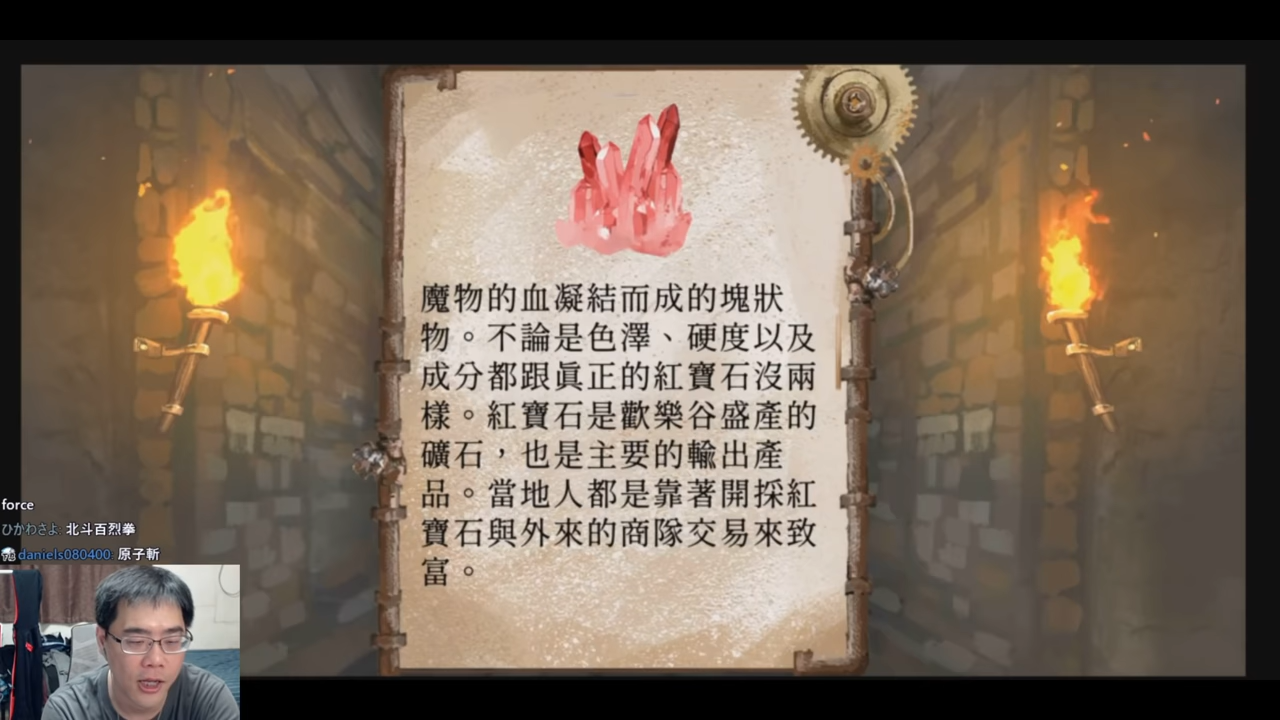 魔物的血凝結而成的塊狀
物。不論是色澤、硬度以及
成分都跟眞正的紅寶石沒兩
樣。紅寶石是歡樂谷盛產的
礦石，也是主要的輸出產
品。當地人都是靠著開採紅
寶石與外來的商隊交易來致
富。
force
ひかわさよ: 北斗百烈拳
daniels080400: 原子斬